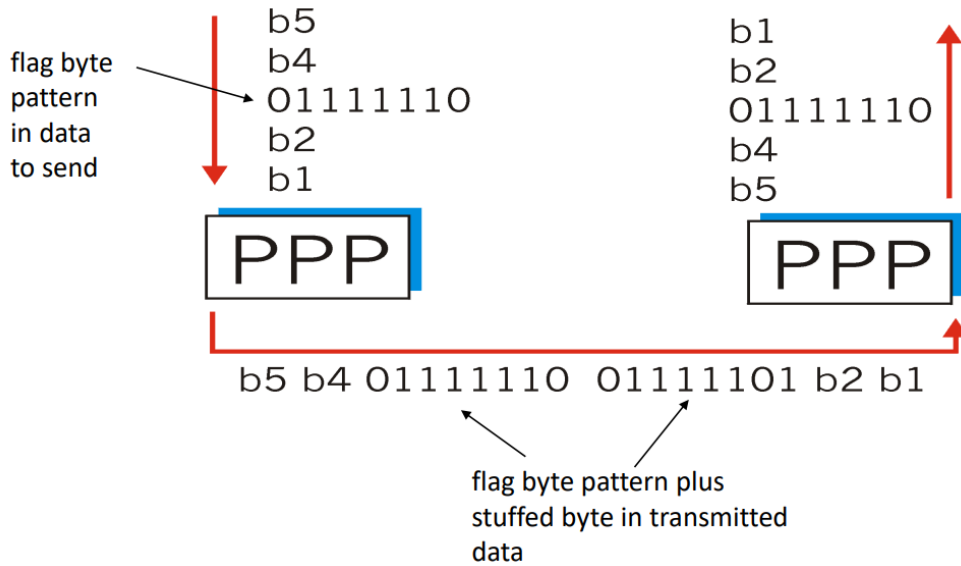 flag byte
pattern
in data
to send
b5
b4
01111110
b2
b1
PPP
b1
b2
01111110
b4
b5
PPP
b5 b4 01111110 01111101 b2 b1
flag byte pattern plus
stuffed byte in transmitted
data